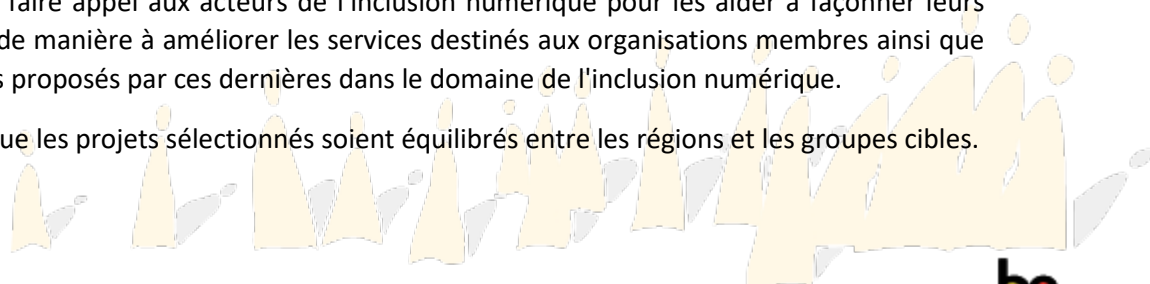 faire appel aux acteurs de l'inclusion numérique pour les aider à façonner leurs
de manière à améliorer les services destinés aux organisations membres ainsi que
s proposés par ces dernières dans le domaine de l'inclusion numérique.
ue les projets sélectionnés soient équilibrés entre les régions et les groupes cibles.